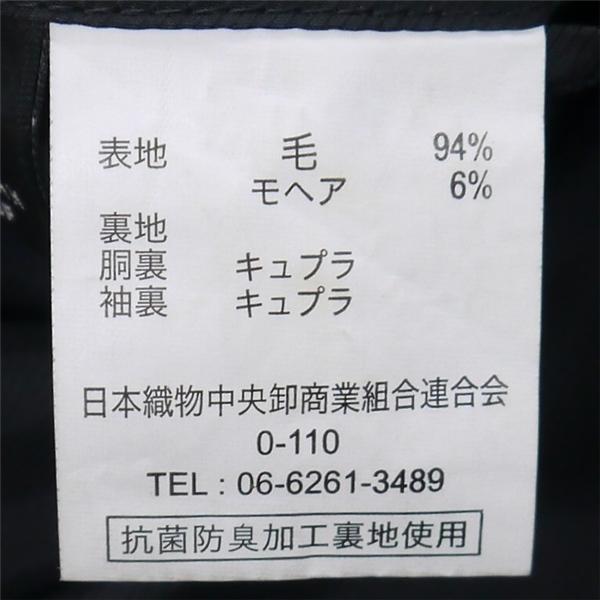 表地 毛 94%
モヘア 6%
裏地
胴裏 キュプラ
袖裏 キュプラ
日本織物中央卸商業組合連合会
0-110
TEL : 06-6261-3489
抗菌防臭加工裏地使用